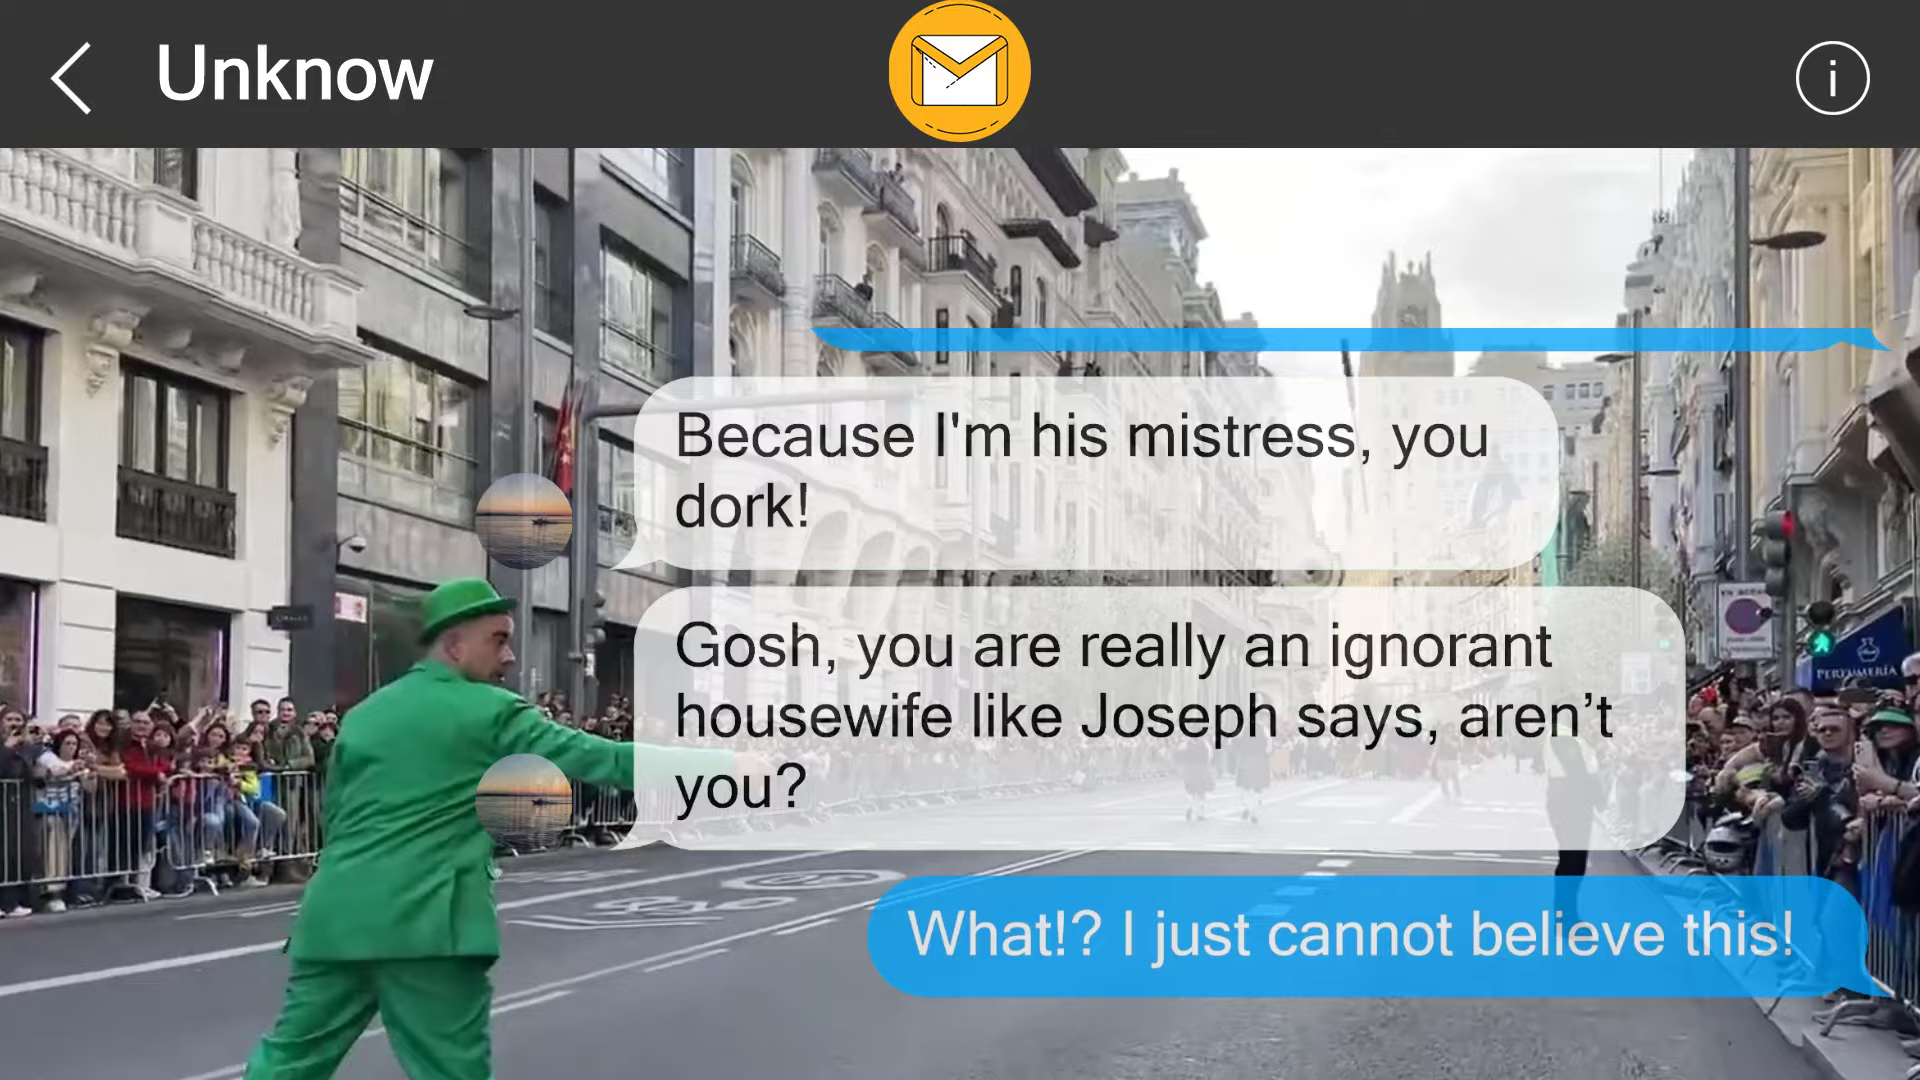 Unknow
Because I'm his mistress, you
dork!
Gosh, you are really an ignorant
housewife like Joseph says, aren’t
you?
What!? I just cannot believe this!
PERFUMERÍA